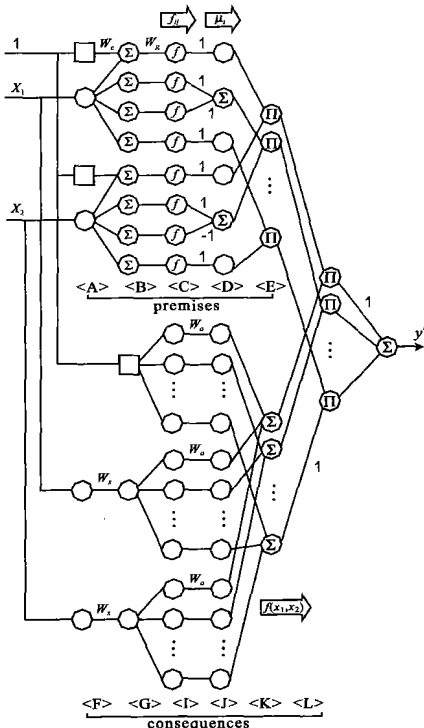 f_ij μ_i
1 W_c Σ W_g f 1
X_1 Σ f 1 Σ
Σ f 1 Π
Σ f 1 Π
⋮
Σ f 1
X_2 Σ f 1 Σ
Σ f -1 Π
Σ f 1
<A> <B> <C> <D> <E>
premises
Π 1
Π
⋮ Σ y*
Π
W_a
⋮ ⋮
Σ
Σ 1
W_s W_a
⋮
⋮ ⋮ Σ
W_s W_a f(x_1,x_2)
⋮ ⋮
<F> <G> <I> <J> <K> <L>
consequences